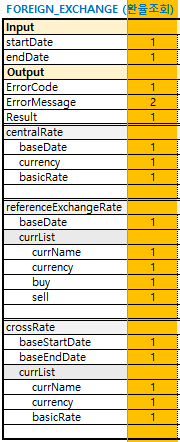 FOREIGN_EXCHANGE (환율조회)
Input
startDate 1
endDate 1
Output
ErrorCode 1
ErrorMessage 2
Result 1
centralRate
baseDate 1
currency 1
basicRate 1
referenceExchangeRate
baseDate 1
currList
currName 1
currency 1
buy 1
sell 1
crossRate
baseStartDate 1
baseEndDate 1
currList
currName 1
currency 1
basicRate 1